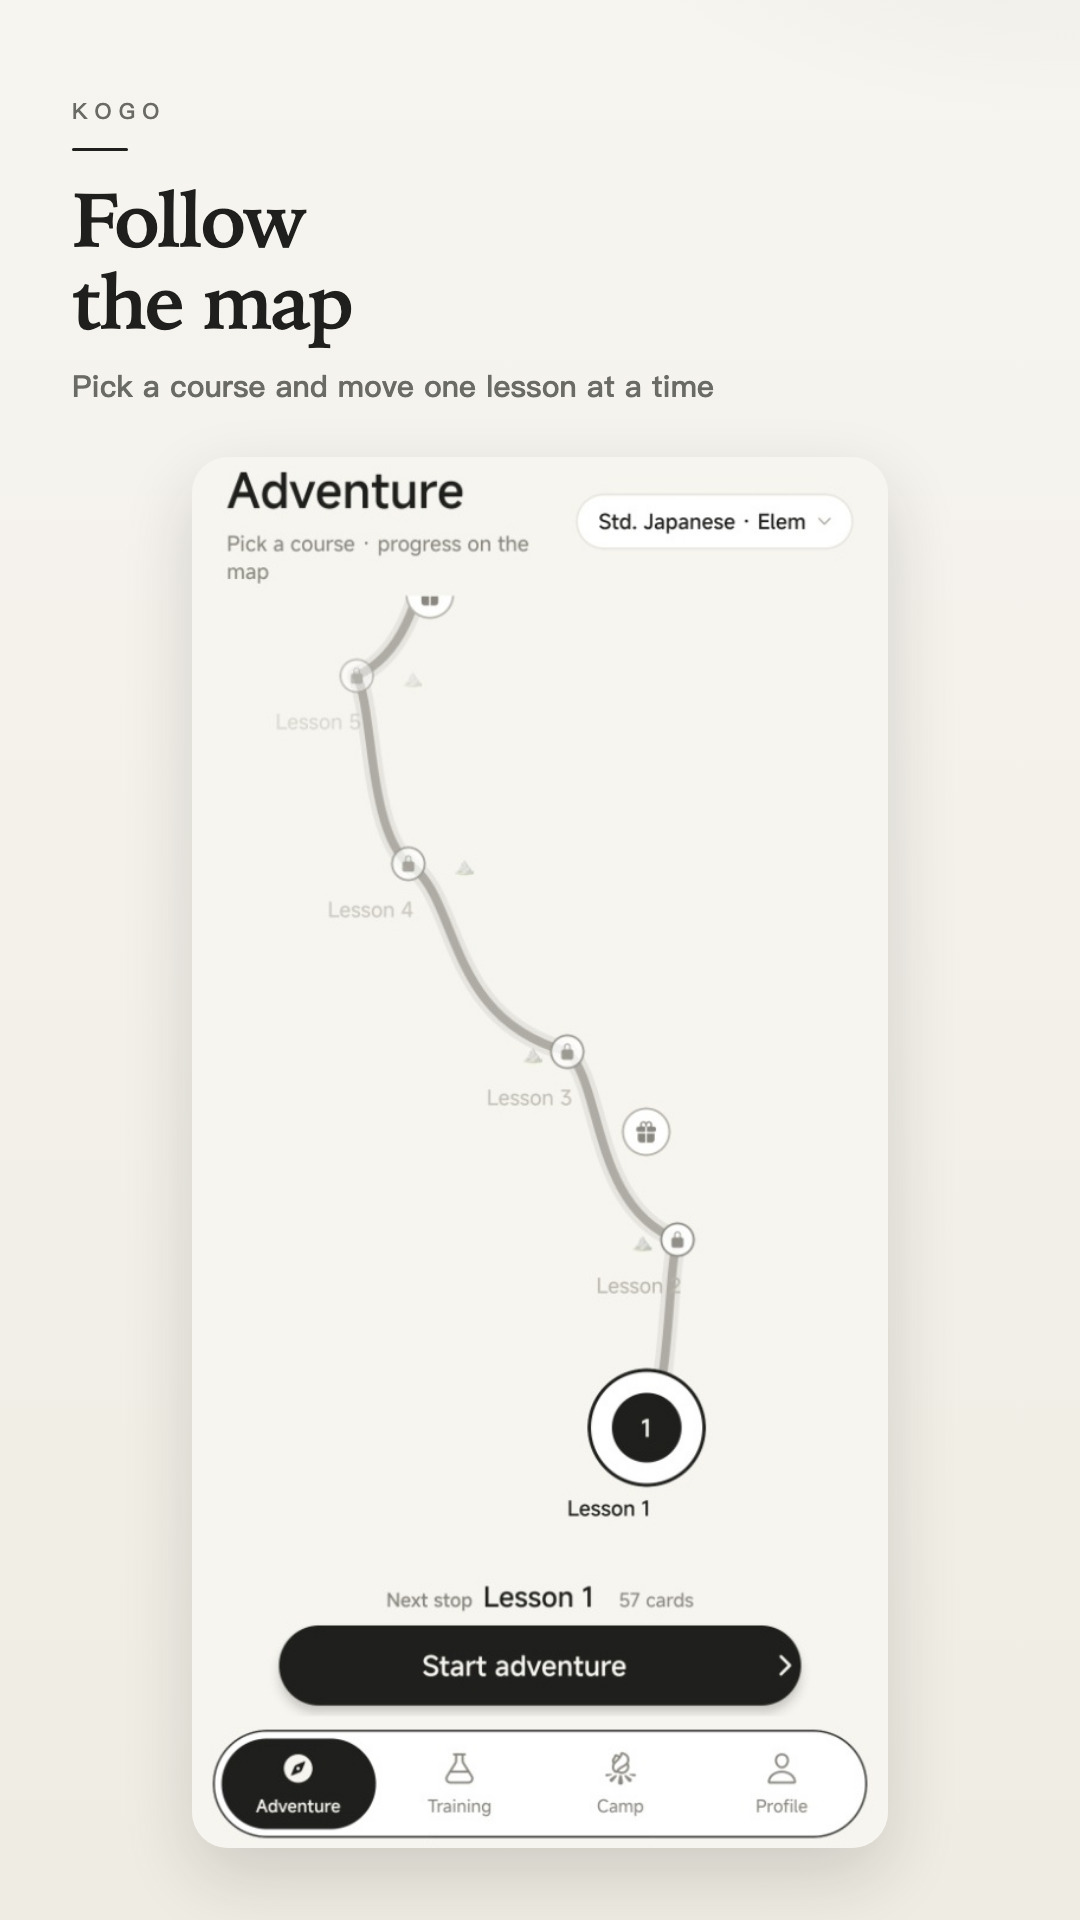 KOGO
Follow
the map
Pick a course and move one lesson at a time
Adventure
Std. Japanese · Elem
Pick a course · progress on the
map
Lesson 5
Lesson 4
Lesson 3
Lesson 2
1
Lesson 1
Next stop Lesson 1 57 cards
Start adventure
Adventure Training Camp Profile